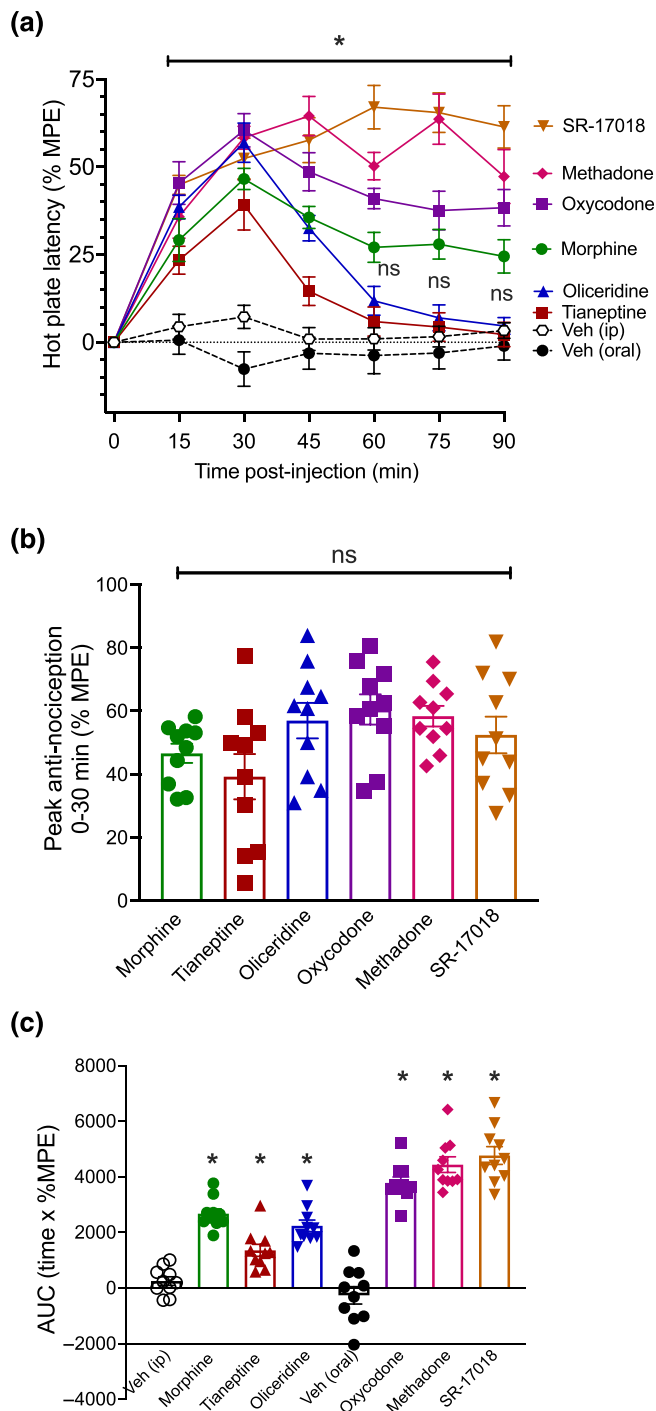 (a)
*
75
50
25
0
Hot plate latency (% MPE)
SR-17018
Methadone
Oxycodone
Morphine
Oliceridine
Tianeptine
Veh (ip)
Veh (oral)
ns
ns
ns
0 15 30 45 60 75 90
Time post-injection (min)
(b)
ns
100
80
60
40
20
0
Peak anti-nociception
0-30 min (% MPE)
Morphine
Tianeptine
Oliceridine
Oxycodone
Methadone
SR-17018
(c)
8000
6000
4000
2000
0
−2000
−4000
AUC (time x %MPE)
* * *
* * *
Veh (ip)
Morphine
Tianeptine
Oliceridine
Veh (oral)
Oxycodone
Methadone
SR-17018